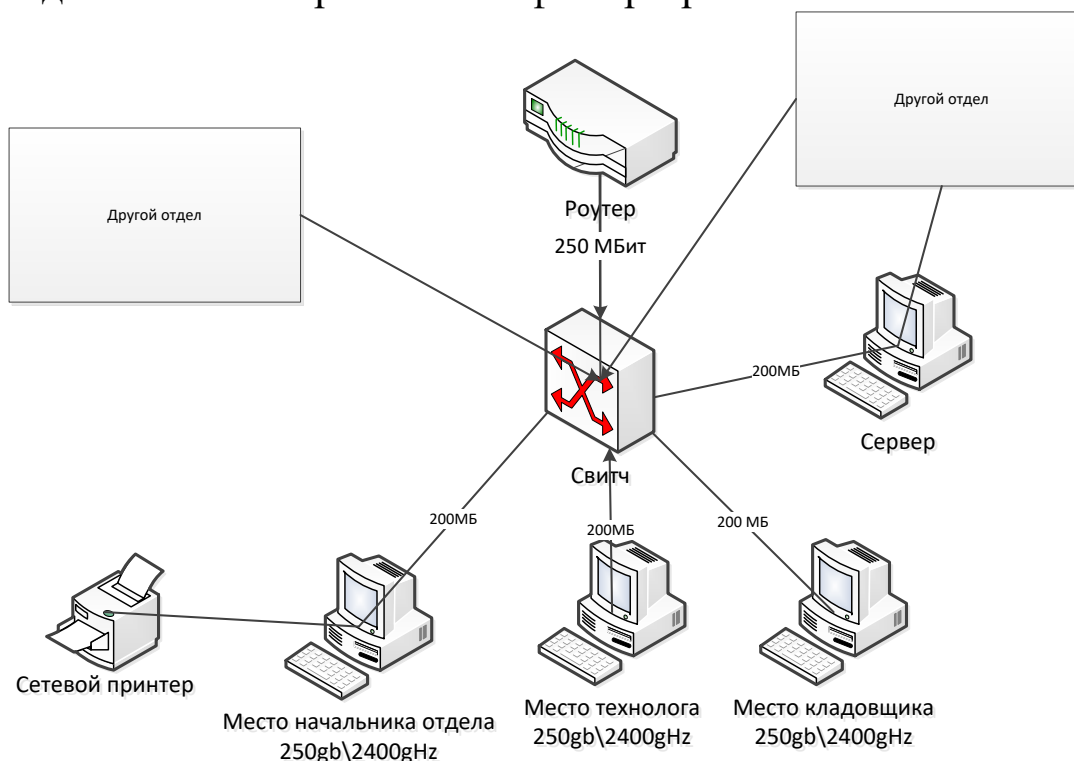 Другой отдел
Другой отдел
Роутер
250 МБит
200МБ
Сервер
Свитч
200МБ
200МБ
200 МБ
Сетевой принтер
Место начальника отдела
250gb\2400gHz
Место технолога
250gb\2400gHz
Место кладовщика
250gb\2400gHz